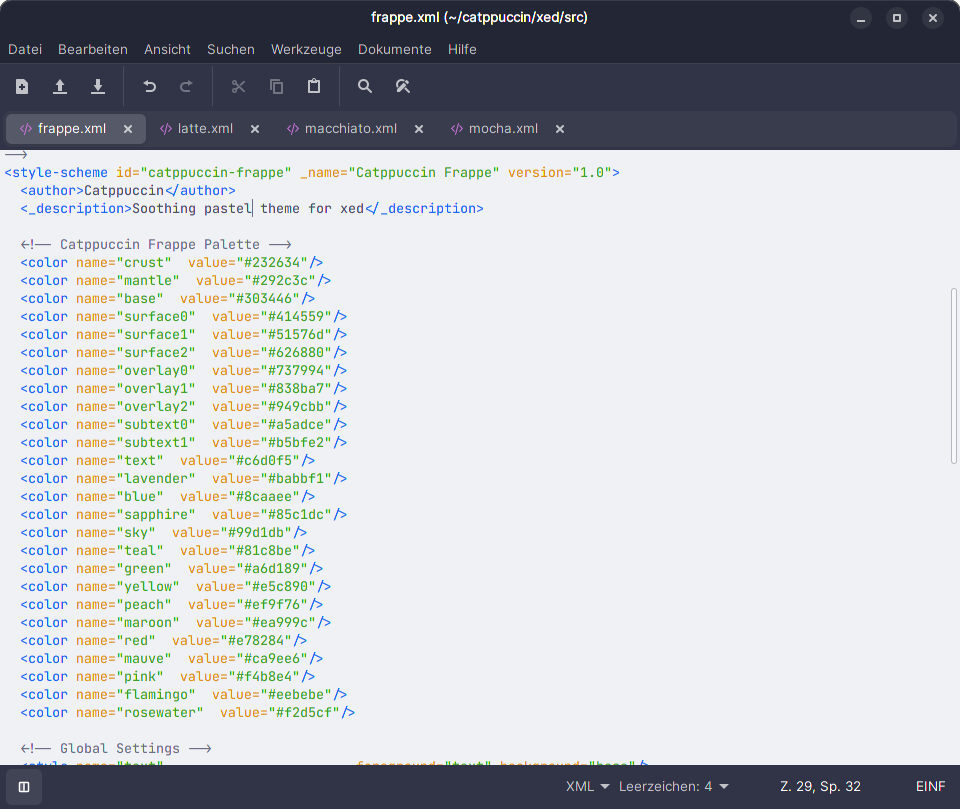 frappe.xml (~/catppuccin/xed/src)
Datei Bearbeiten Ansicht Suchen Werkzeuge Dokumente Hilfe
</> frappe.xml </> latte.xml </> macchiato.xml </> mocha.xml
-->
<style-scheme id="catppuccin-frappe" _name="Catppuccin Frappe" version="1.0">
  <author>Catppuccin</author>
  <_description>Soothing pastel theme for xed</_description>
  <!-- Catppuccin Frappe Palette -->
  <color name="crust"  value="#232634"/>
  <color name="mantle"  value="#292c3c"/>
  <color name="base"  value="#303446"/>
  <color name="surface0"  value="#414559"/>
  <color name="surface1"  value="#51576d"/>
  <color name="surface2"  value="#626880"/>
  <color name="overlay0"  value="#737994"/>
  <color name="overlay1"  value="#838ba7"/>
  <color name="overlay2"  value="#949cbb"/>
  <color name="subtext0"  value="#a5adce"/>
  <color name="subtext1"  value="#b5bfe2"/>
  <color name="text"  value="#c6d0f5"/>
  <color name="lavender"  value="#babbf1"/>
  <color name="blue"  value="#8caaee"/>
  <color name="sapphire"  value="#85c1dc"/>
  <color name="sky"  value="#99d1db"/>
  <color name="teal"  value="#81c8be"/>
  <color name="green"  value="#a6d189"/>
  <color name="yellow"  value="#e5c890"/>
  <color name="peach"  value="#ef9f76"/>
  <color name="maroon"  value="#ea999c"/>
  <color name="red"  value="#e78284"/>
  <color name="mauve"  value="#ca9ee6"/>
  <color name="pink"  value="#f4b8e4"/>
  <color name="flamingo"  value="#eebebe"/>
  <color name="rosewater"  value="#f2d5cf"/>
  <!-- Global Settings -->
  <style name="text" foreground="text" background="base"/>
XML Leerzeichen: 4 Z. 29, Sp. 32 EINF